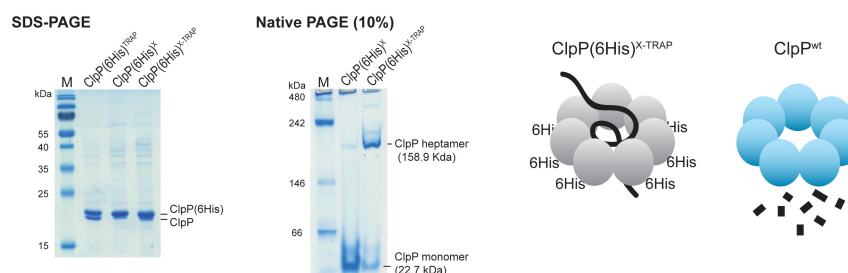 SDS-PAGE
M ClpP(6His)TRAP ClpP(6His)X ClpP(6His)X-TRAP
kDa
55
40
35
25
15
ClpP(6His)
ClpP
Native PAGE (10%)
M ClpP(6His)X ClpP(6His)X-TRAP
kDa
480
242
146
66
ClpP heptamer
(158.9 Kda)
ClpP monomer
(22.7 kDa)
ClpP(6His)X-TRAP
6Hi His
6His 6His
6His 6His
ClpPwt